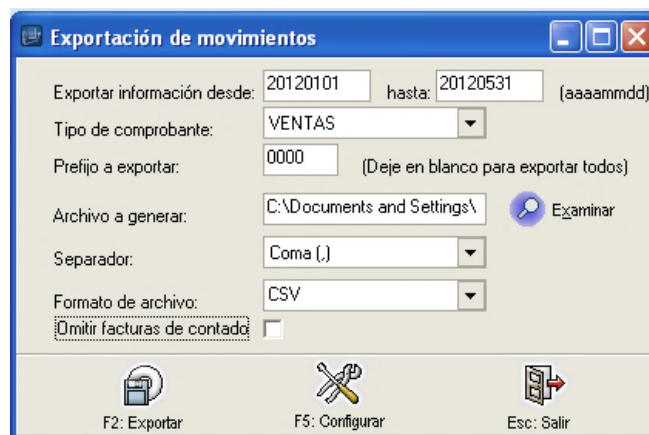 Exportación de movimientos
Exportar información desde: 20120101 hasta: 20120531 (aaaammdd)
Tipo de comprobante: VENTAS
Prefijo a exportar: 0000 (Deje en blanco para exportar todos)
Archivo a generar: C:\Documents and Settings\ Examinar
Separador: Coma (,)
Formato de archivo: CSV
Omitir facturas de contado
F2: Exportar F5: Configurar Esc: Salir